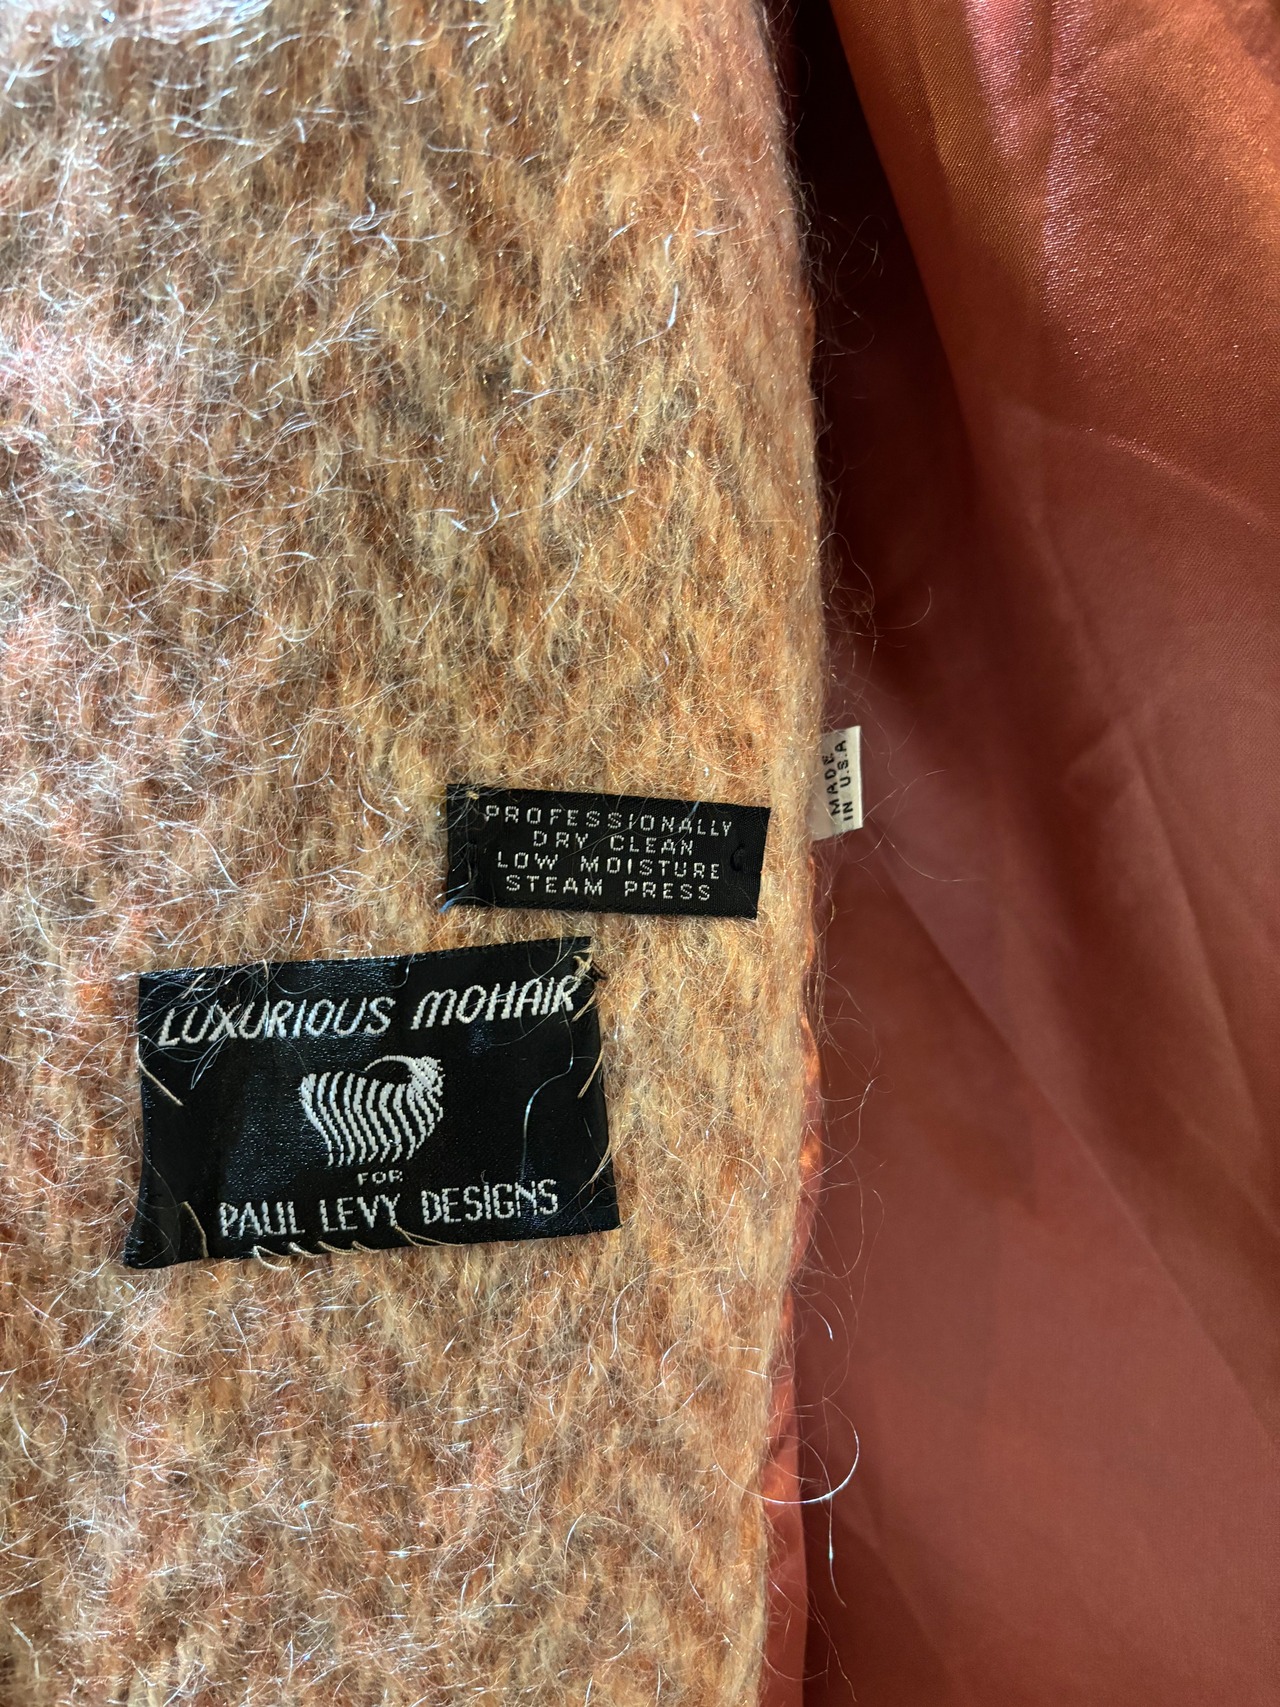 PROFESSIONALLY
DRY CLEAN
LOW MOISTURE
STEAM PRESS
MADE
IN U.S.A
LUXURIOUS MOHAIR
FOR
PAUL LEVY DESIGNS